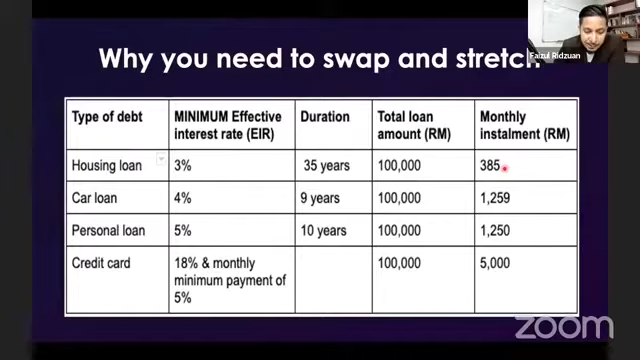 Faizul Ridzuan
Why you need to swap and stretch
Type of debt
MINIMUM Effective
interest rate (EIR)
Duration
Total loan
amount (RM)
Monthly
instalment (RM)
Housing loan
3%
35 years
100,000
385
Car loan
4%
9 years
100,000
1,259
Personal loan
5%
10 years
100,000
1,250
Credit card
18% & monthly
minimum payment of
5%
100,000
5,000
zoom